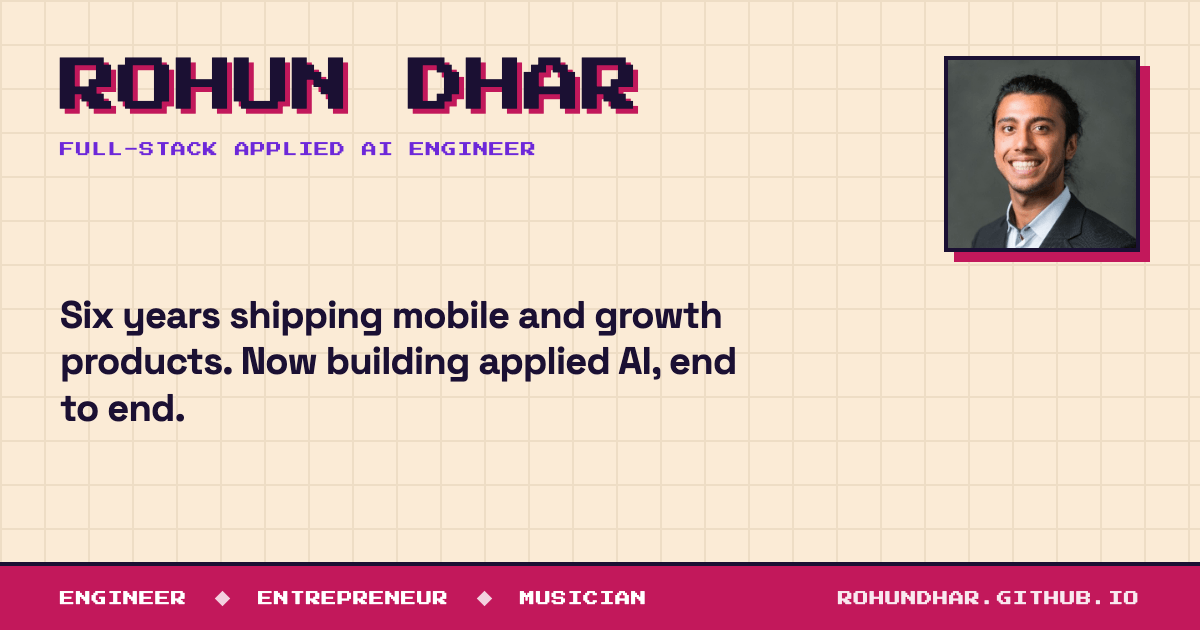 ROHUN DHAR
FULL-STACK APPLIED AI ENGINEER
Six years shipping mobile and growth
products. Now building applied AI, end
to end.
ENGINEER ◆ ENTREPRENEUR ◆ MUSICIAN
ROHUNDHAR.GITHUB.IO